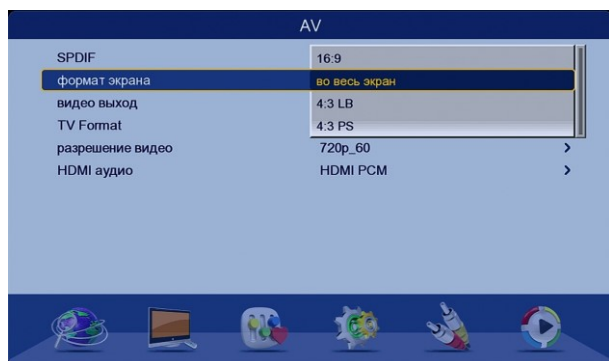 AV
SPDIF
16:9
формат экрана
во весь экран
видео выход
4:3 LB
TV Format
4:3 PS
разрешение видео
720p_60
HDMI аудио
HDMI PCM